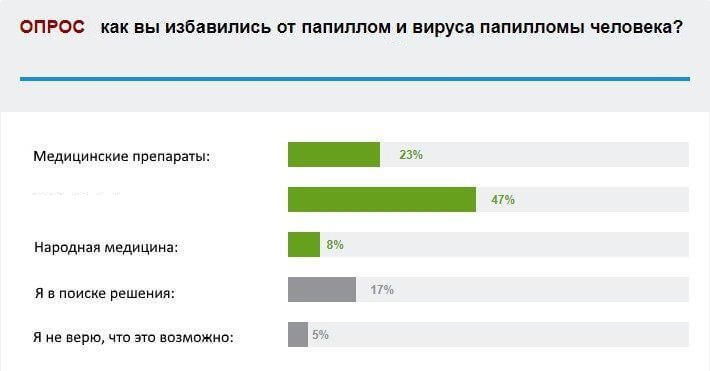 ОПРОС как вы избавились от папиллом и вируса папилломы человека?
Медицинские препараты: 23%
47%
Народная медицина: 8%
Я в поиске решения: 17%
Я не верю, что это возможно: 5%